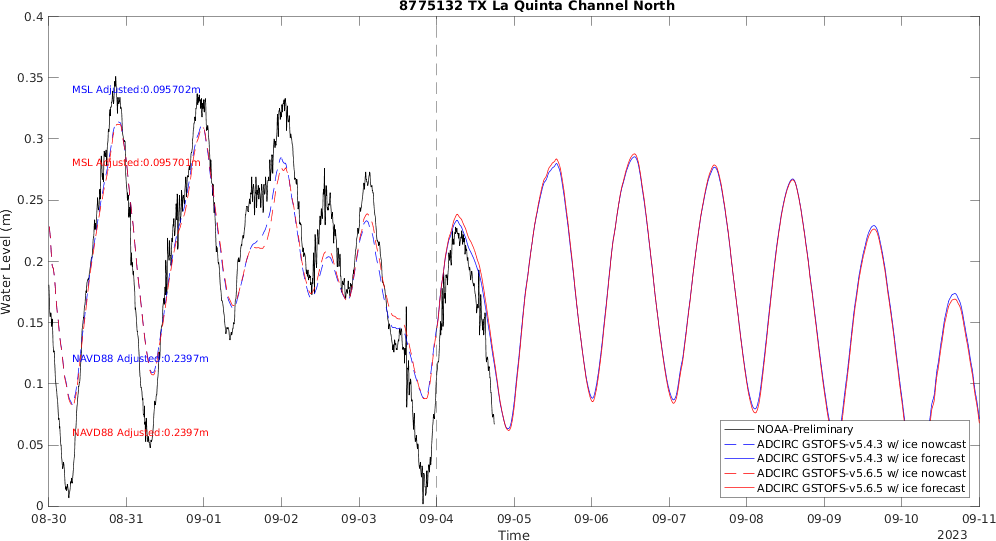 8775132 TX La Quinta Channel North
0.4
0.35
0.3
0.25
0.2
0.15
0.1
0.05
0
Water Level (m)
MSL Adjusted:0.095702m
MSL Adjusted:0.095701m
NAVD88 Adjusted:0.2397m
NAVD88 Adjusted:0.2397m
NOAA-Preliminary
ADCIRC GSTOFS-v5.4.3 w/ ice nowcast
ADCIRC GSTOFS-v5.4.3 w/ ice forecast
ADCIRC GSTOFS-v5.6.5 w/ ice nowcast
ADCIRC GSTOFS-v5.6.5 w/ ice forecast
08-30 08-31 09-01 09-02 09-03 09-04 09-05 09-06 09-07 09-08 09-09 09-10 09-11
Time
2023